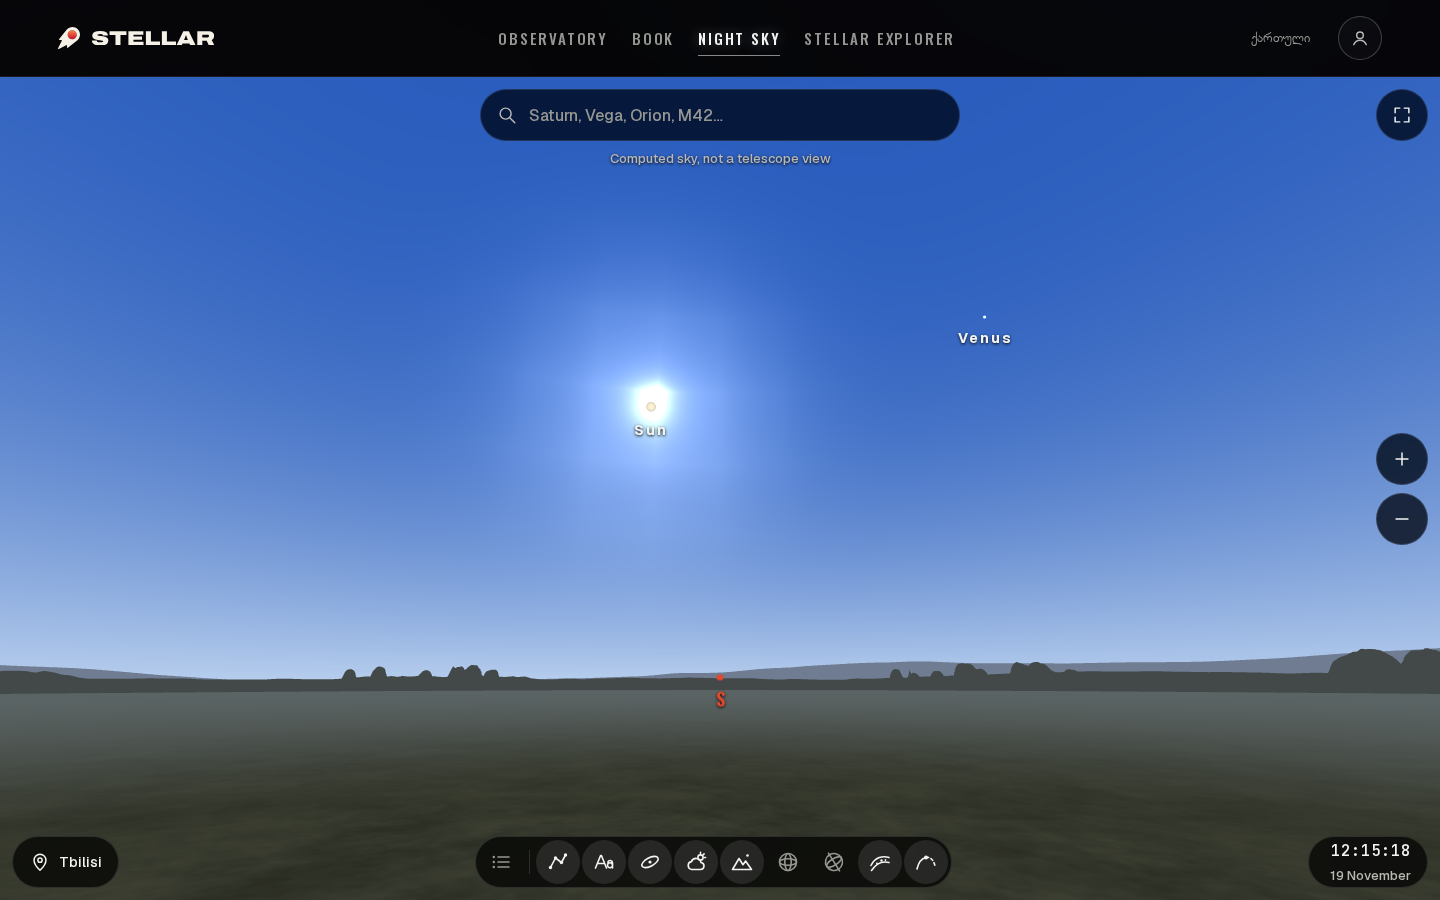 STELLAR
OBSERVATORY
BOOK
NIGHT SKY
STELLAR EXPLORER
ქართული
Saturn, Vega, Orion, M42...
Computed sky, not a telescope view
Venus
Sun
S
Tbilisi
12:15:18
19 November